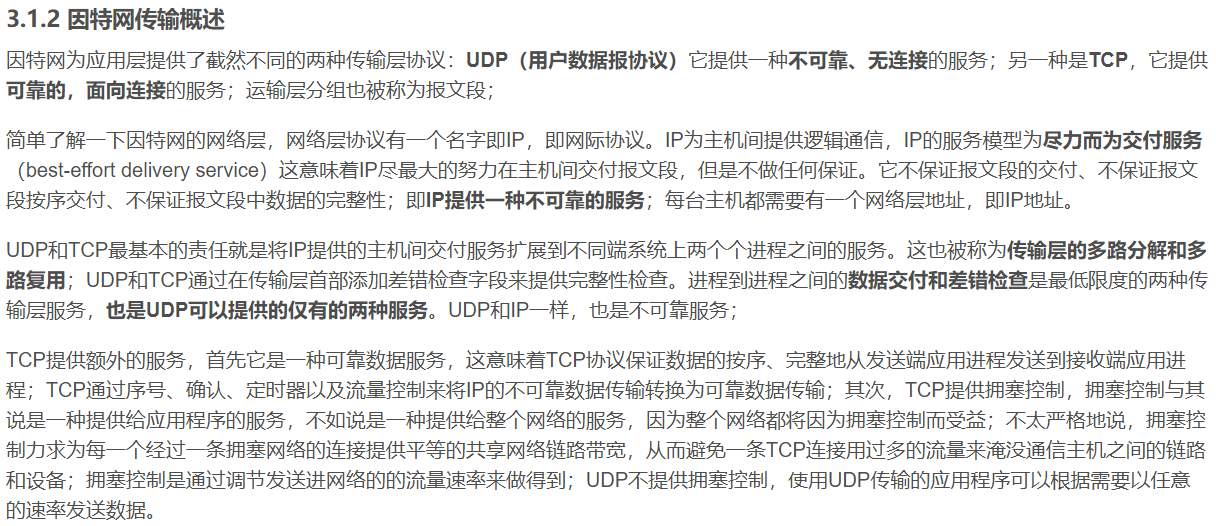 3.1.2 因特网传输概述
因特网为应用层提供了截然不同的两种传输层协议：UDP（用户数据报协议）它提供一种不可靠、无连接的服务；另一种是TCP，它提供
可靠的，面向连接的服务；运输层分组也被称为报文段；
简单了解一下因特网的网络层，网络层协议有一个名字即IP，即网际协议。IP为主机间提供逻辑通信，IP的服务模型为尽力而为交付服务
（best-effort delivery service）这意味着IP尽最大的努力在主机间交付报文段，但是不做任何保证。它不保证报文段的交付、不保证报文
段按序交付、不保证报文段中数据的完整性；即IP提供一种不可靠的服务；每台主机都需要有一个网络层地址，即IP地址。
UDP和TCP最基本的责任就是将IP提供的主机间交付服务扩展到不同端系统上两个个进程之间的服务。这也被称为传输层的多路分解和多
路复用；UDP和TCP通过在传输层首部添加差错检查字段来提供完整性检查。进程到进程之间的数据交付和差错检查是最低限度的两种传
输层服务，也是UDP可以提供的仅有的两种服务。UDP和IP一样，也是不可靠服务；
TCP提供额外的服务，首先它是一种可靠数据服务，这意味着TCP协议保证数据的按序、完整地从发送端应用进程发送到接收端应用进
程；TCP通过序号、确认、定时器以及流量控制来将IP的不可靠数据传输转换为可靠数据传输；其次，TCP提供拥塞控制，拥塞控制与其
说是一种提供给应用程序的服务，不如说是一种提供给整个网络的服务，因为整个网络都将因为拥塞控制而受益；不太严格地说，拥塞控
制力求为每一个经过一条拥塞网络的连接提供平等的共享网络链路带宽，从而避免一条TCP连接用过多的流量来淹没通信主机之间的链路
和设备；拥塞控制是通过调节发送进网络的的流量速率来做得到；UDP不提供拥塞控制，使用UDP传输的应用程序可以根据需要以任意
的速率发送数据。